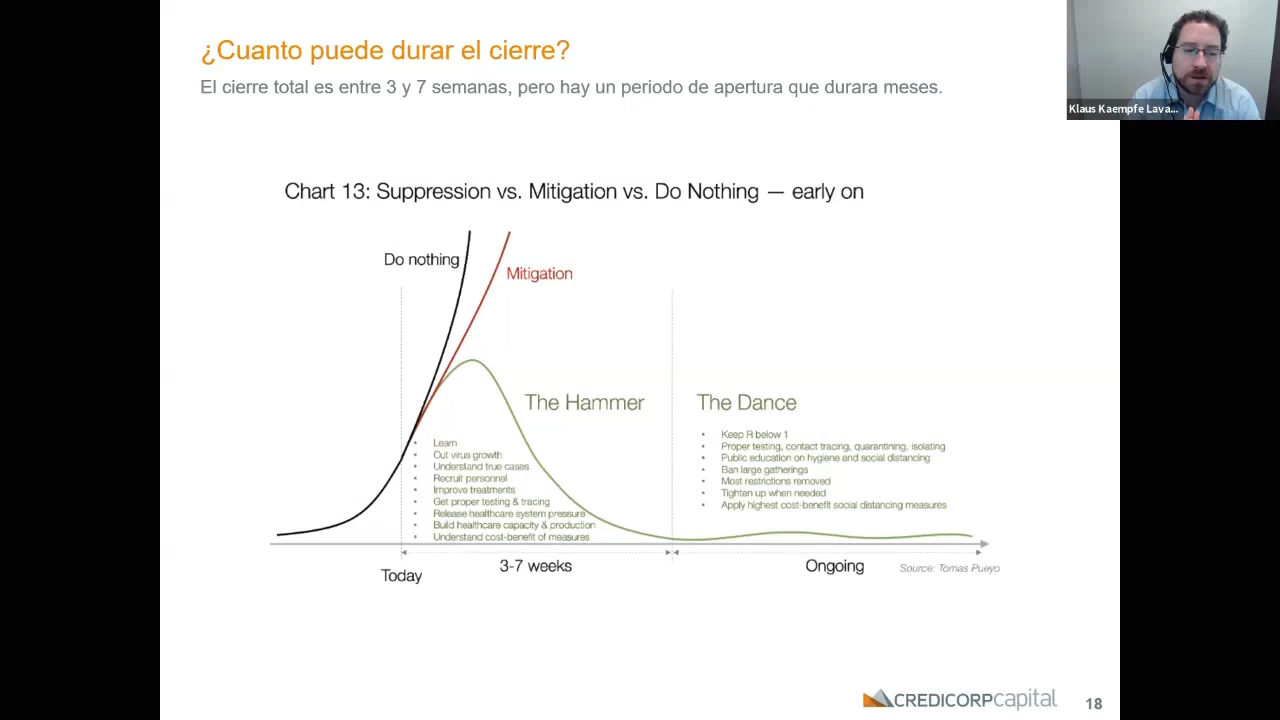 ¿Cuanto puede durar el cierre?
El cierre total es entre 3 y 7 semanas, pero hay un periodo de apertura que durara meses.
Klaus Kaempfe Lava...
Chart 13: Suppression vs. Mitigation vs. Do Nothing — early on
Do nothing
Mitigation
The Hammer
• Learn
• Cut virus growth
• Understand true cases
• Recruit personnel
• Improve treatments
• Get proper testing & tracing
• Release healthcare system pressure
• Build healthcare capacity & production
• Understand cost-benefit of measures
The Dance
• Keep R below 1
• Proper testing, contact tracing, quarantining, isolating
• Public education on hygiene and social distancing
• Ban large gatherings
• Most restrictions removed
• Tighten up when needed
• Apply highest cost-benefit social distancing measures
Today
3-7 weeks
Ongoing
Source: Tomas Pueyo
CREDICORPcapital
18